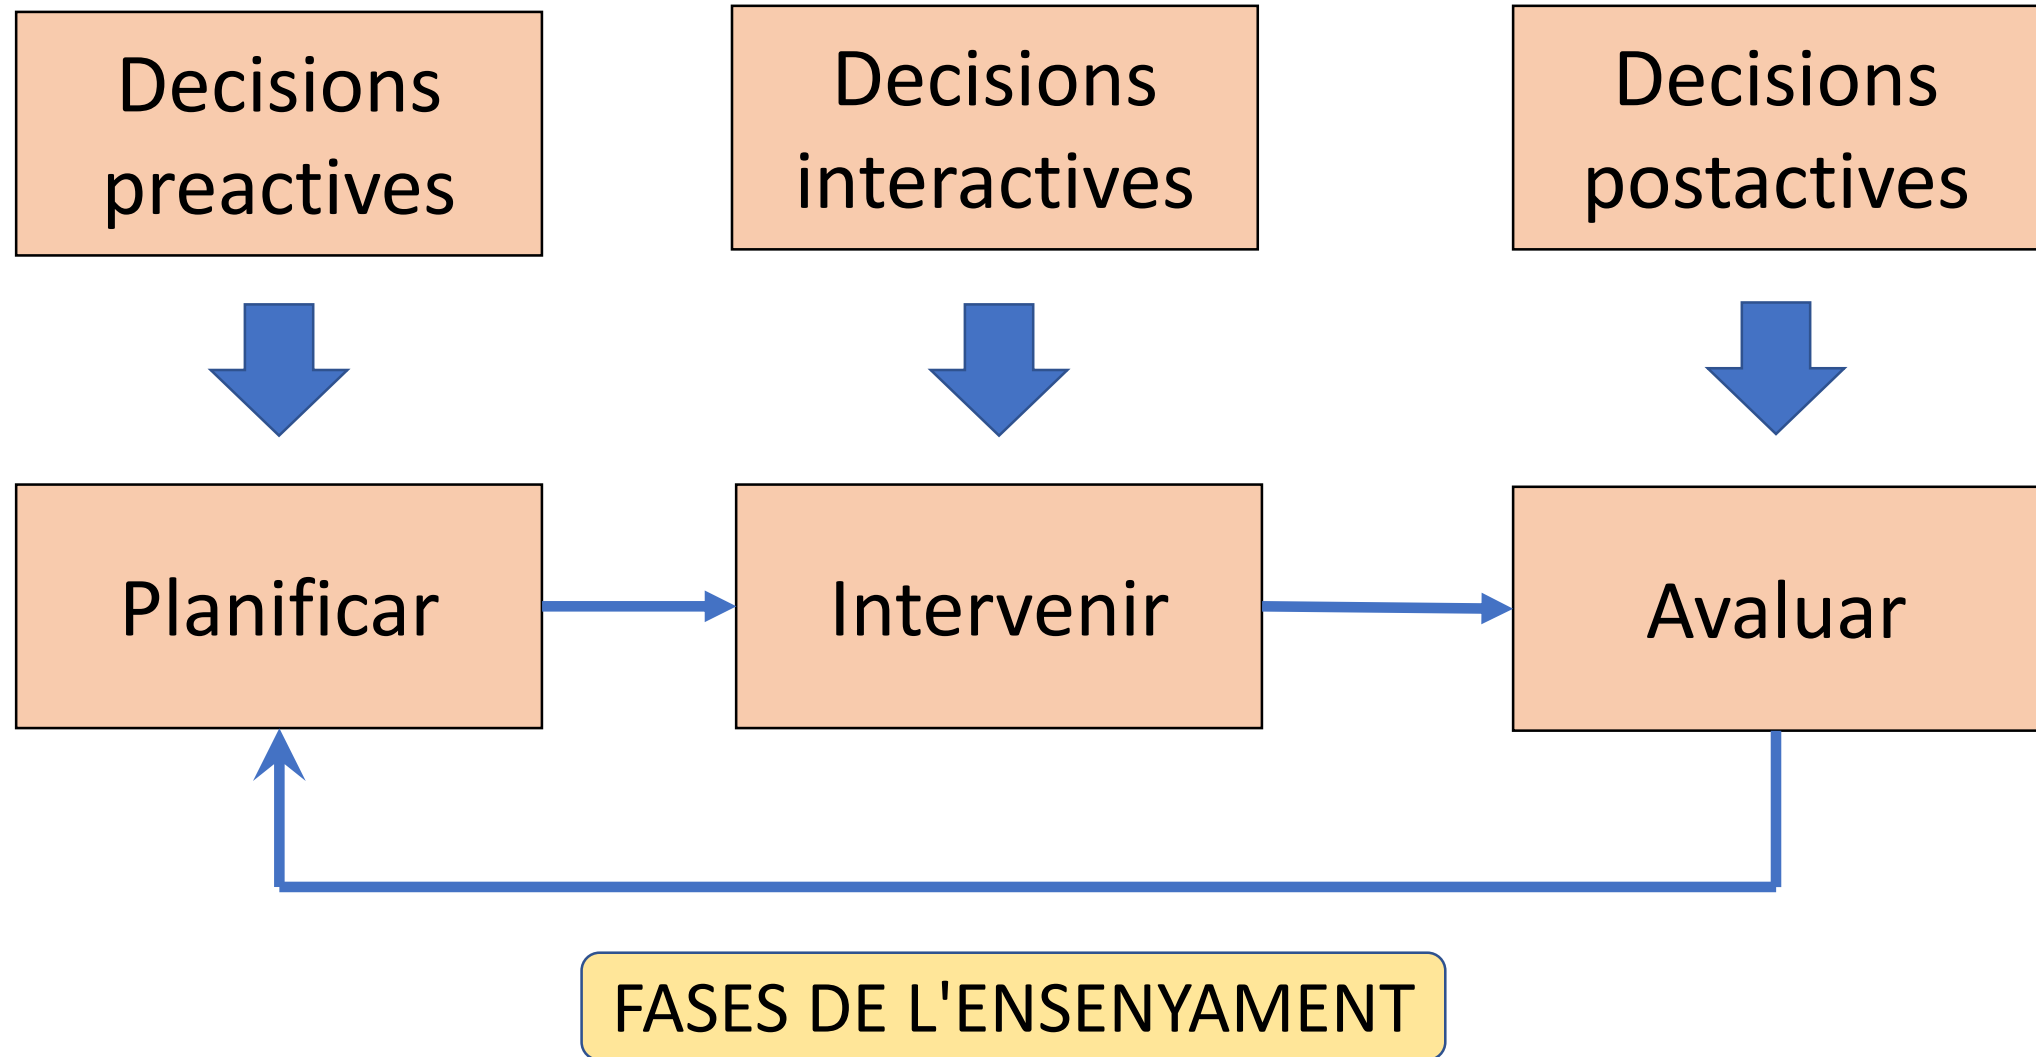 Decisions
preactives
Decisions
interactives
Decisions
postactives
Planificar
Intervenir
Avaluar
FASES DE L'ENSENYAMENT